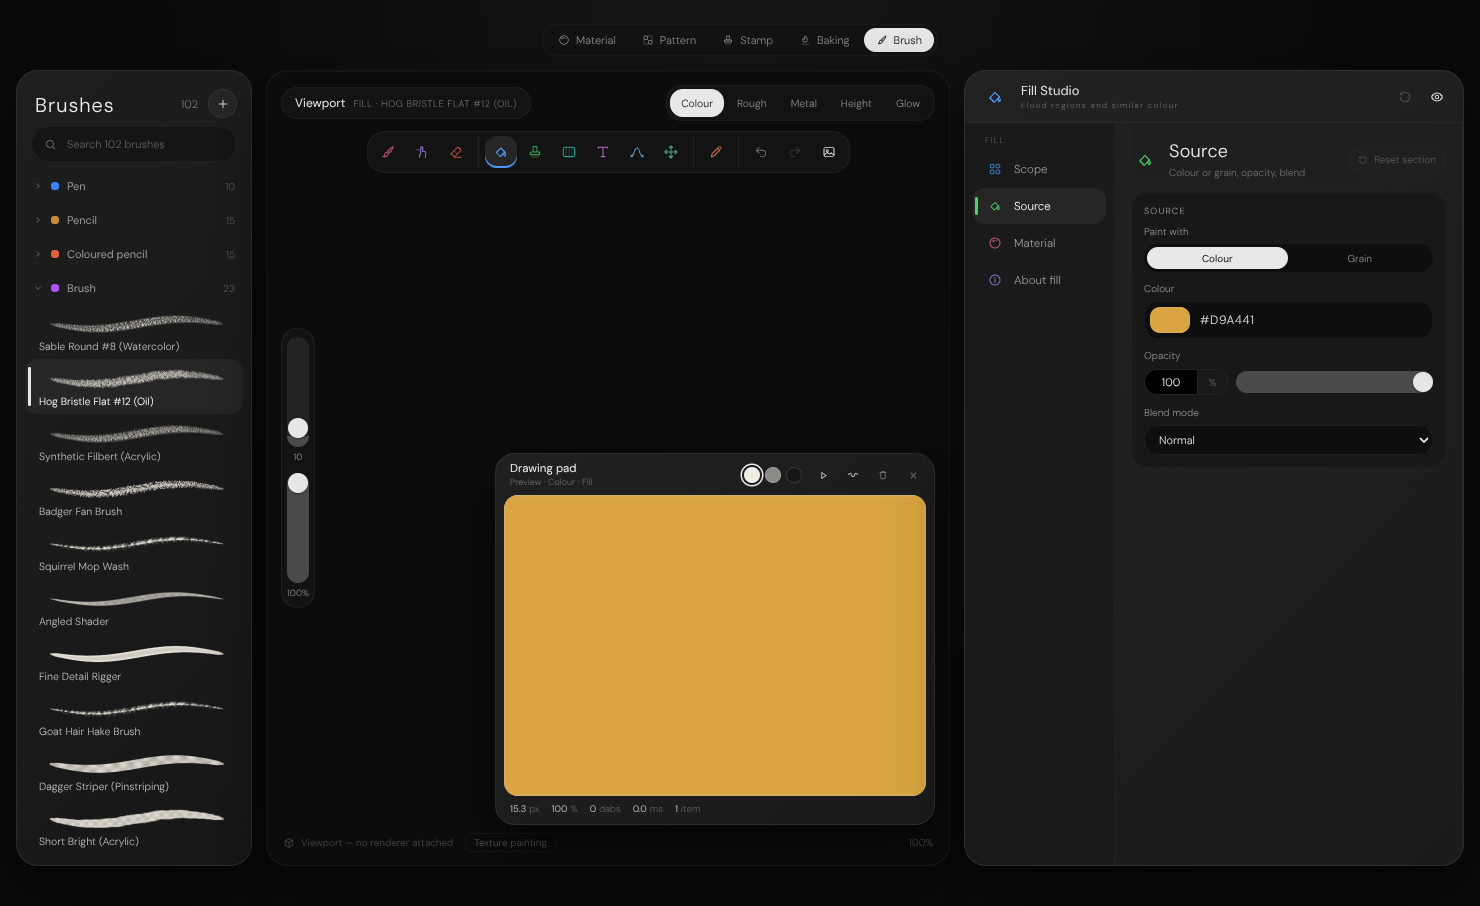 Material
Pattern
Stamp
Baking
Brush
Brushes
102
Search 102 brushes
Pen 10
Pencil 15
Coloured pencil 15
Brush 23
Sable Round #8 (Watercolor)
Hog Bristle Flat #12 (Oil)
Synthetic Filbert (Acrylic)
Badger Fan Brush
Squirrel Mop Wash
Angled Shader
Fine Detail Rigger
Goat Hair Hake Brush
Dagger Striper (Pinstriping)
Short Bright (Acrylic)
Viewport FILL · HOG BRISTLE FLAT #12 (OIL)
Colour
Rough
Metal
Height
Glow
10
100%
Drawing pad
Preview · Colour · Fill
15.3 px 100 % 0 dabs 0.0 ms 1 item
Viewport — no renderer attached
Texture painting
100%
Fill Studio
Flood regions and similar colour
FILL
Scope
Source
Material
About fill
Source
Colour or grain, opacity, blend
Reset section
SOURCE
Paint with
Colour
Grain
Colour
#D9A441
Opacity
100 %
Blend mode
Normal